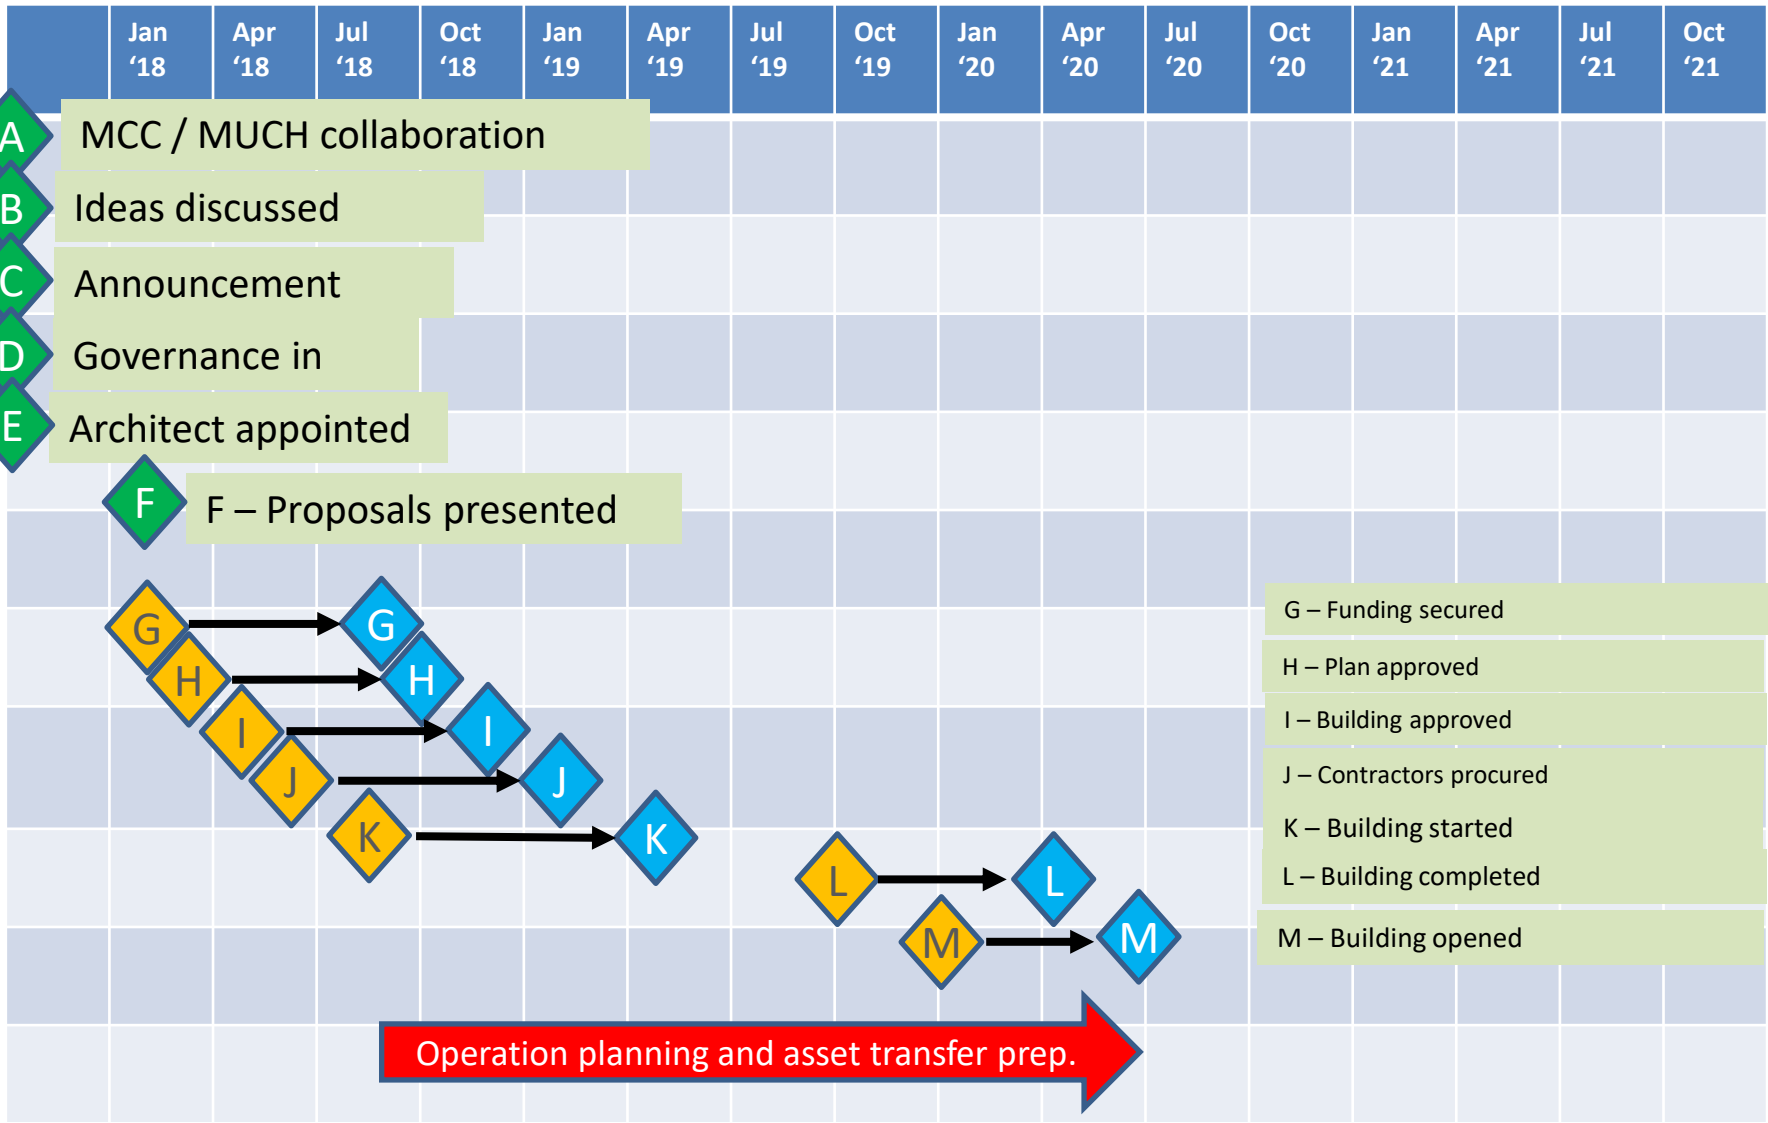 Jan ‘18
Apr ‘18
Jul ‘18
Oct ‘18
Jan ‘19
Apr ‘19
Jul ‘19
Oct ‘19
Jan ‘20
Apr ‘20
Jul ‘20
Oct ‘20
Jan ‘21
Apr ‘21
Jul ‘21
Oct ‘21
A
MCC / MUCH collaboration
B
Ideas discussed
C
Announcement
D
Governance in
E
Architect appointed
F
F – Proposals presented
G
G
G – Funding secured
H
H
H – Plan approved
I
I
I – Building approved
J
J
J – Contractors procured
K
K
K – Building started
L
L
L – Building completed
M
M
M – Building opened
Operation planning and asset transfer prep.